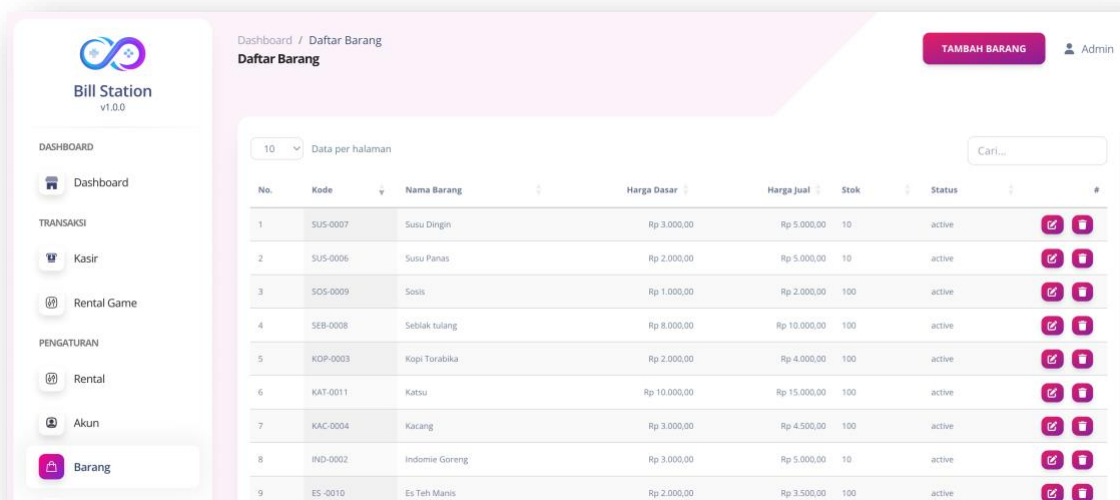 Bill Station
v1.0.0
DASHBOARD
Dashboard
TRANSAKSI
Kasir
Rental Game
PENGATURAN
Rental
Akun
Barang
Dashboard / Daftar Barang
Daftar Barang
TAMBAH BARANG
Admin
10 Data per halaman
Cari...
No. Kode Nama Barang Harga Dasar Harga Jual Stok Status #
1 SUS-0007 Susu Dingin Rp 3.000,00 Rp 5.000,00 10 active
2 SUS-0006 Susu Panas Rp 2.000,00 Rp 5.000,00 10 active
3 SOS-0009 Sosis Rp 1.000,00 Rp 2.000,00 100 active
4 SEB-0008 Seblak tulang Rp 8.000,00 Rp 10.000,00 100 active
5 KOP-0003 Kopi Torabika Rp 2.000,00 Rp 4.000,00 100 active
6 KAT-0011 Katsu Rp 10.000,00 Rp 15.000,00 100 active
7 KAC-0004 Kacang Rp 3.000,00 Rp 4.500,00 100 active
8 IND-0002 Indomie Goreng Rp 3.000,00 Rp 5.000,00 10 active
9 ES -0010 Es Teh Manis Rp 2.000,00 Rp 3.500,00 100 active